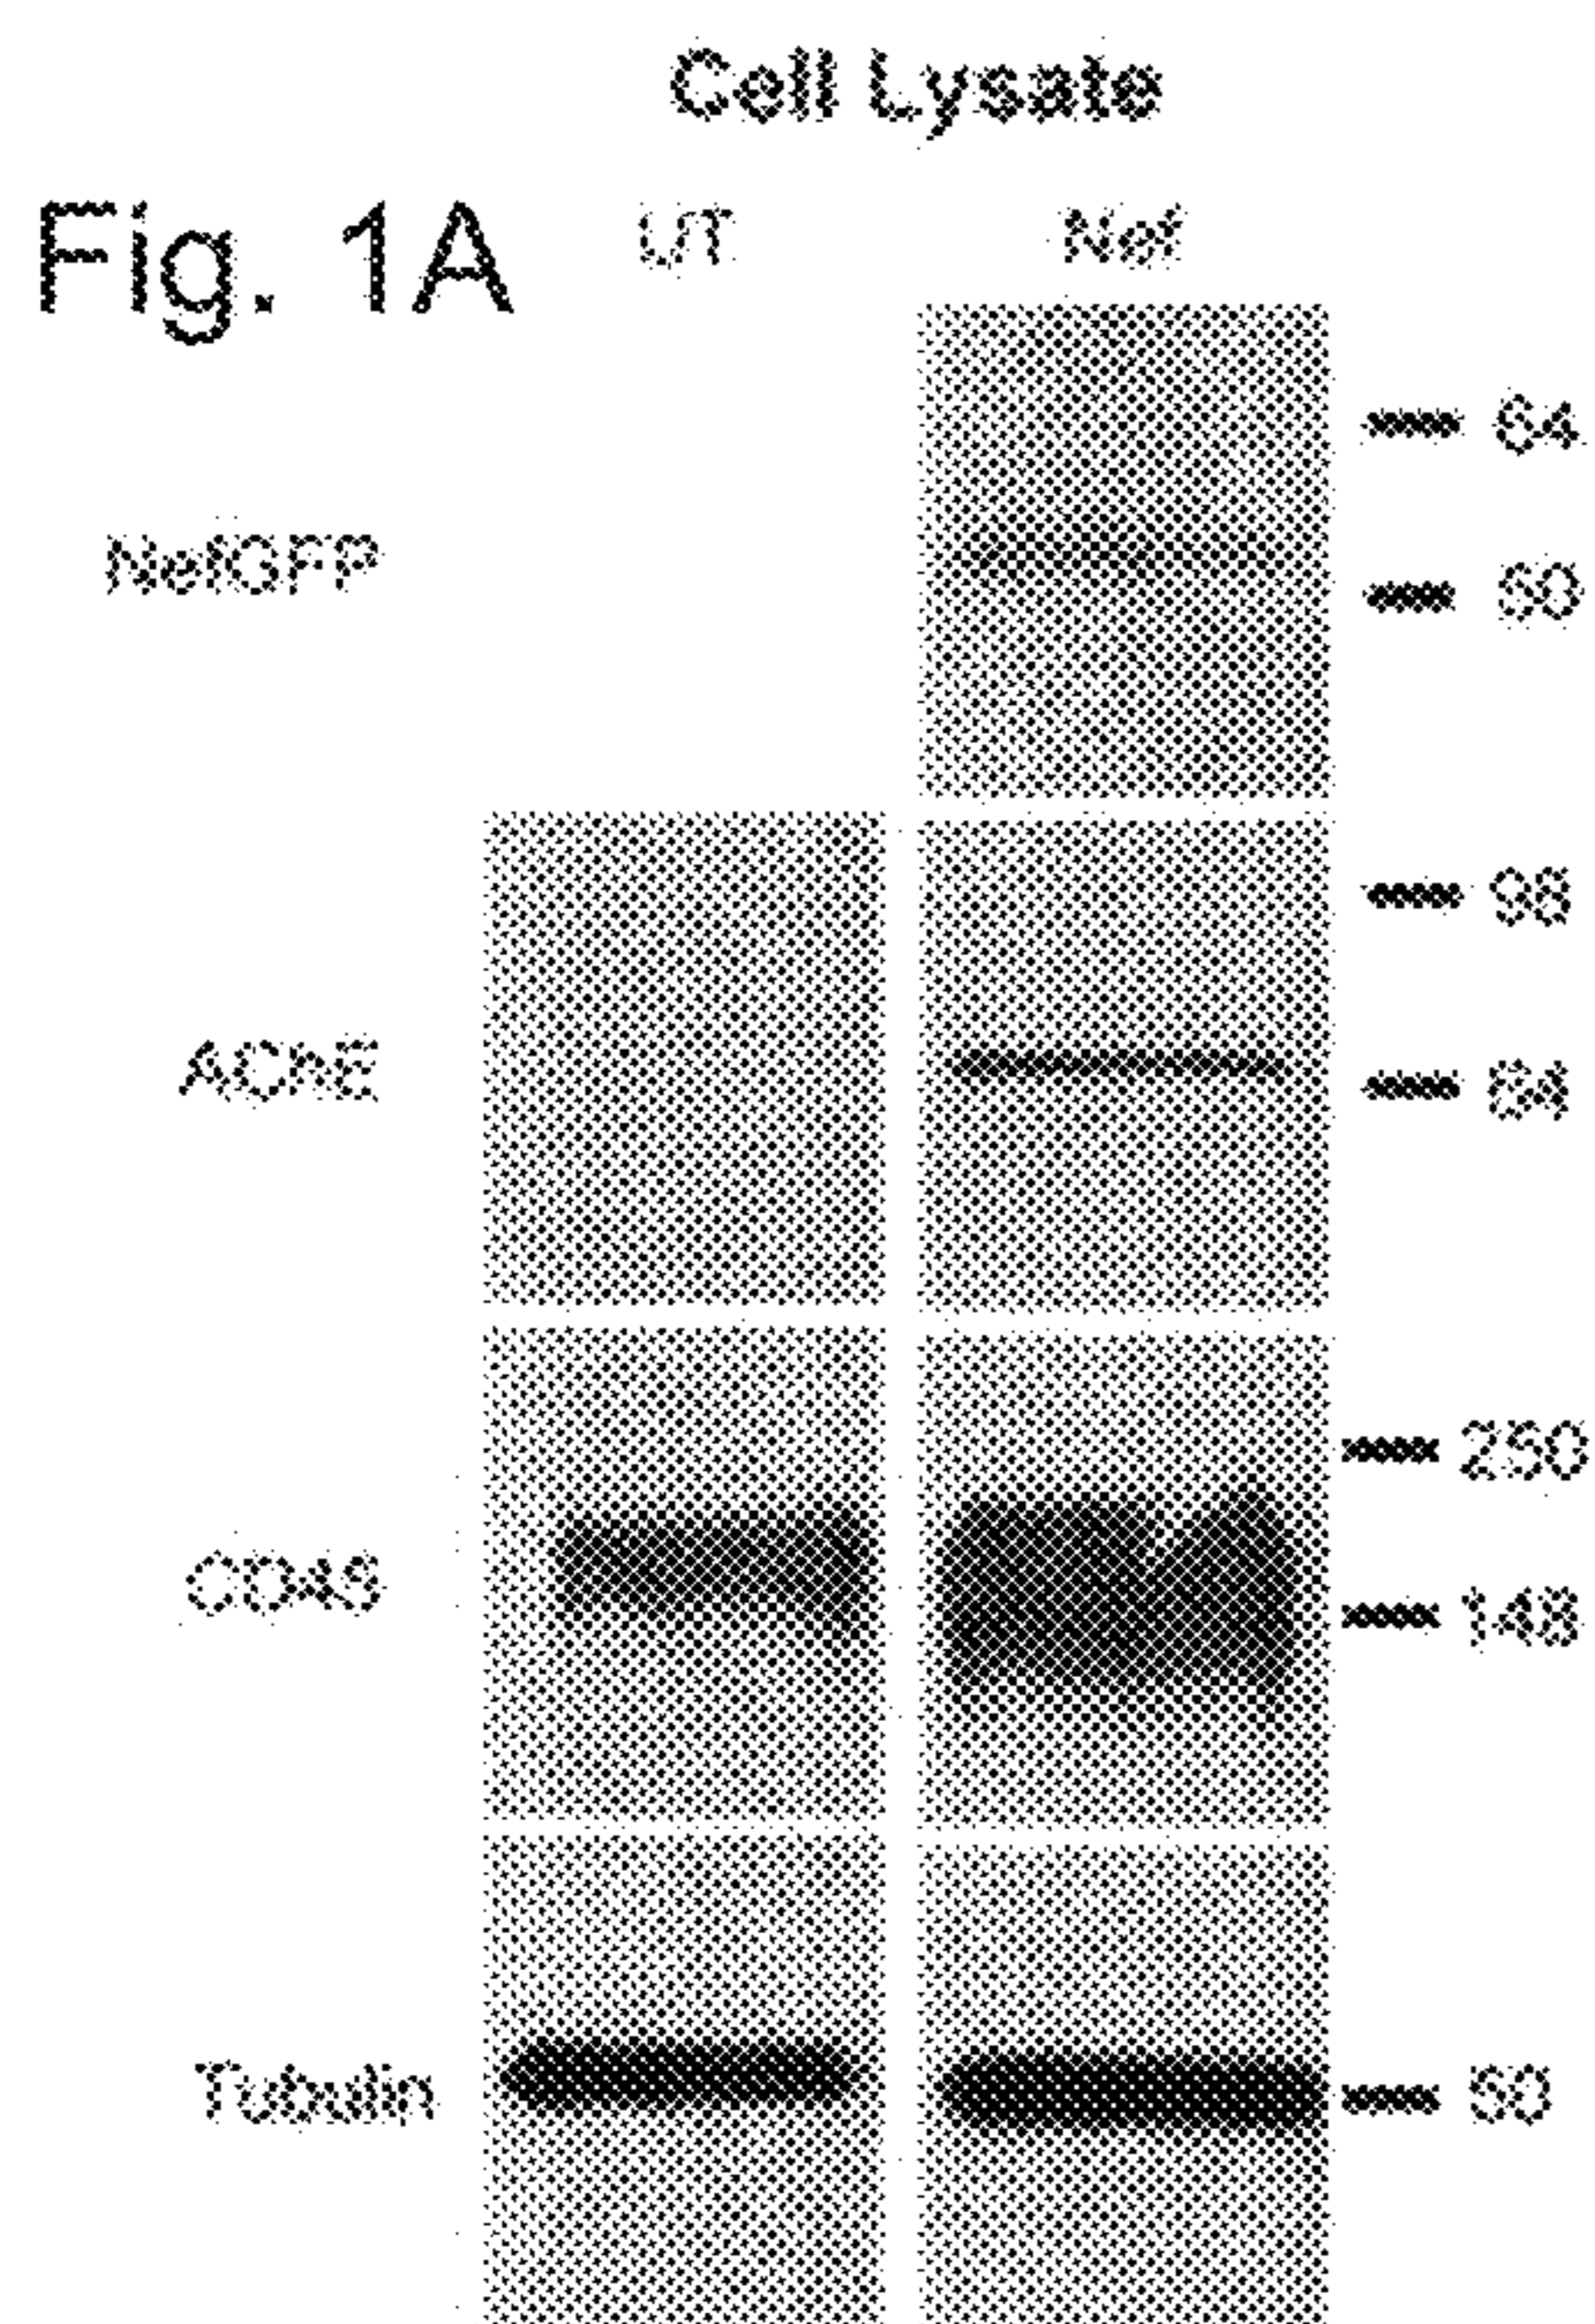 Cell Lysate
Fig. 1A
UT
Nef
64
NefGFP
50
98
AChE
64
250
CD45
148
Tubulin
50